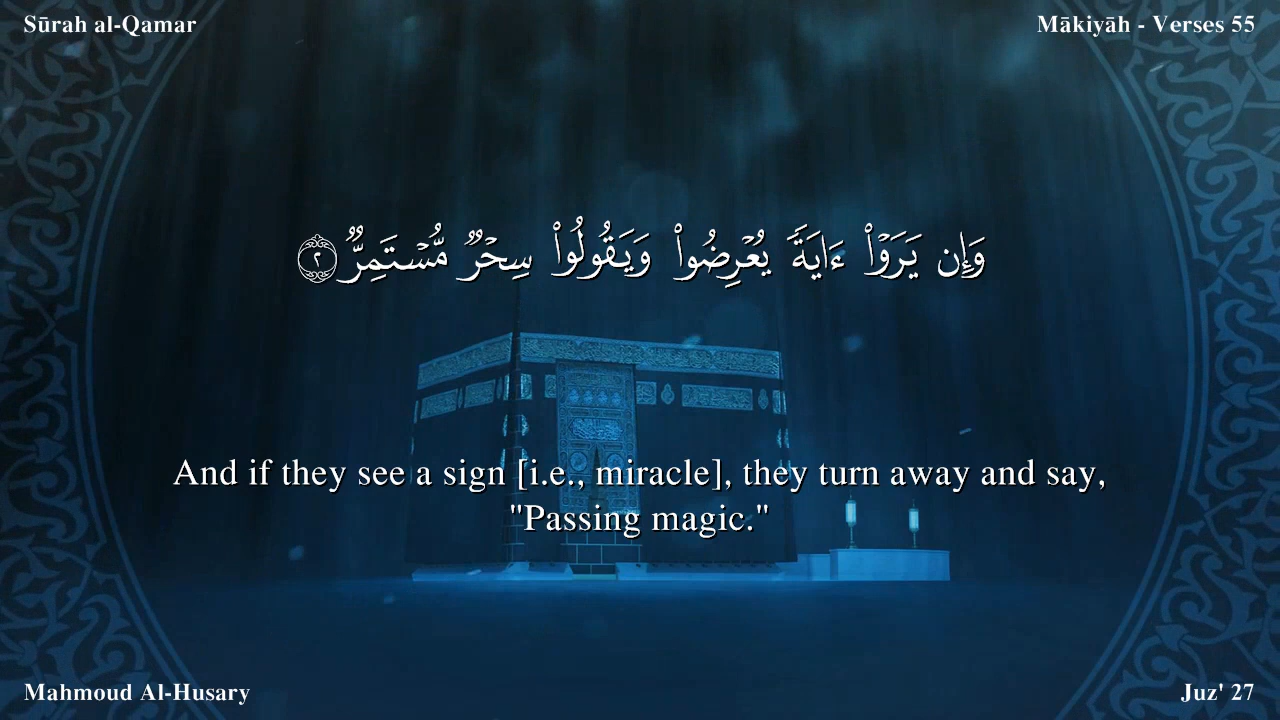 Sūrah al-Qamar
Mākiyāh - Verses 55
وَإِن يَرَوْا۟ ءَايَةً يُعْرِضُوا۟ وَيَقُولُوا۟ سِحْرٌ مُّسْتَمِرٌّ ٢
And if they see a sign [i.e., miracle], they turn away and say,
"Passing magic."
Mahmoud Al-Husary
Juz' 27